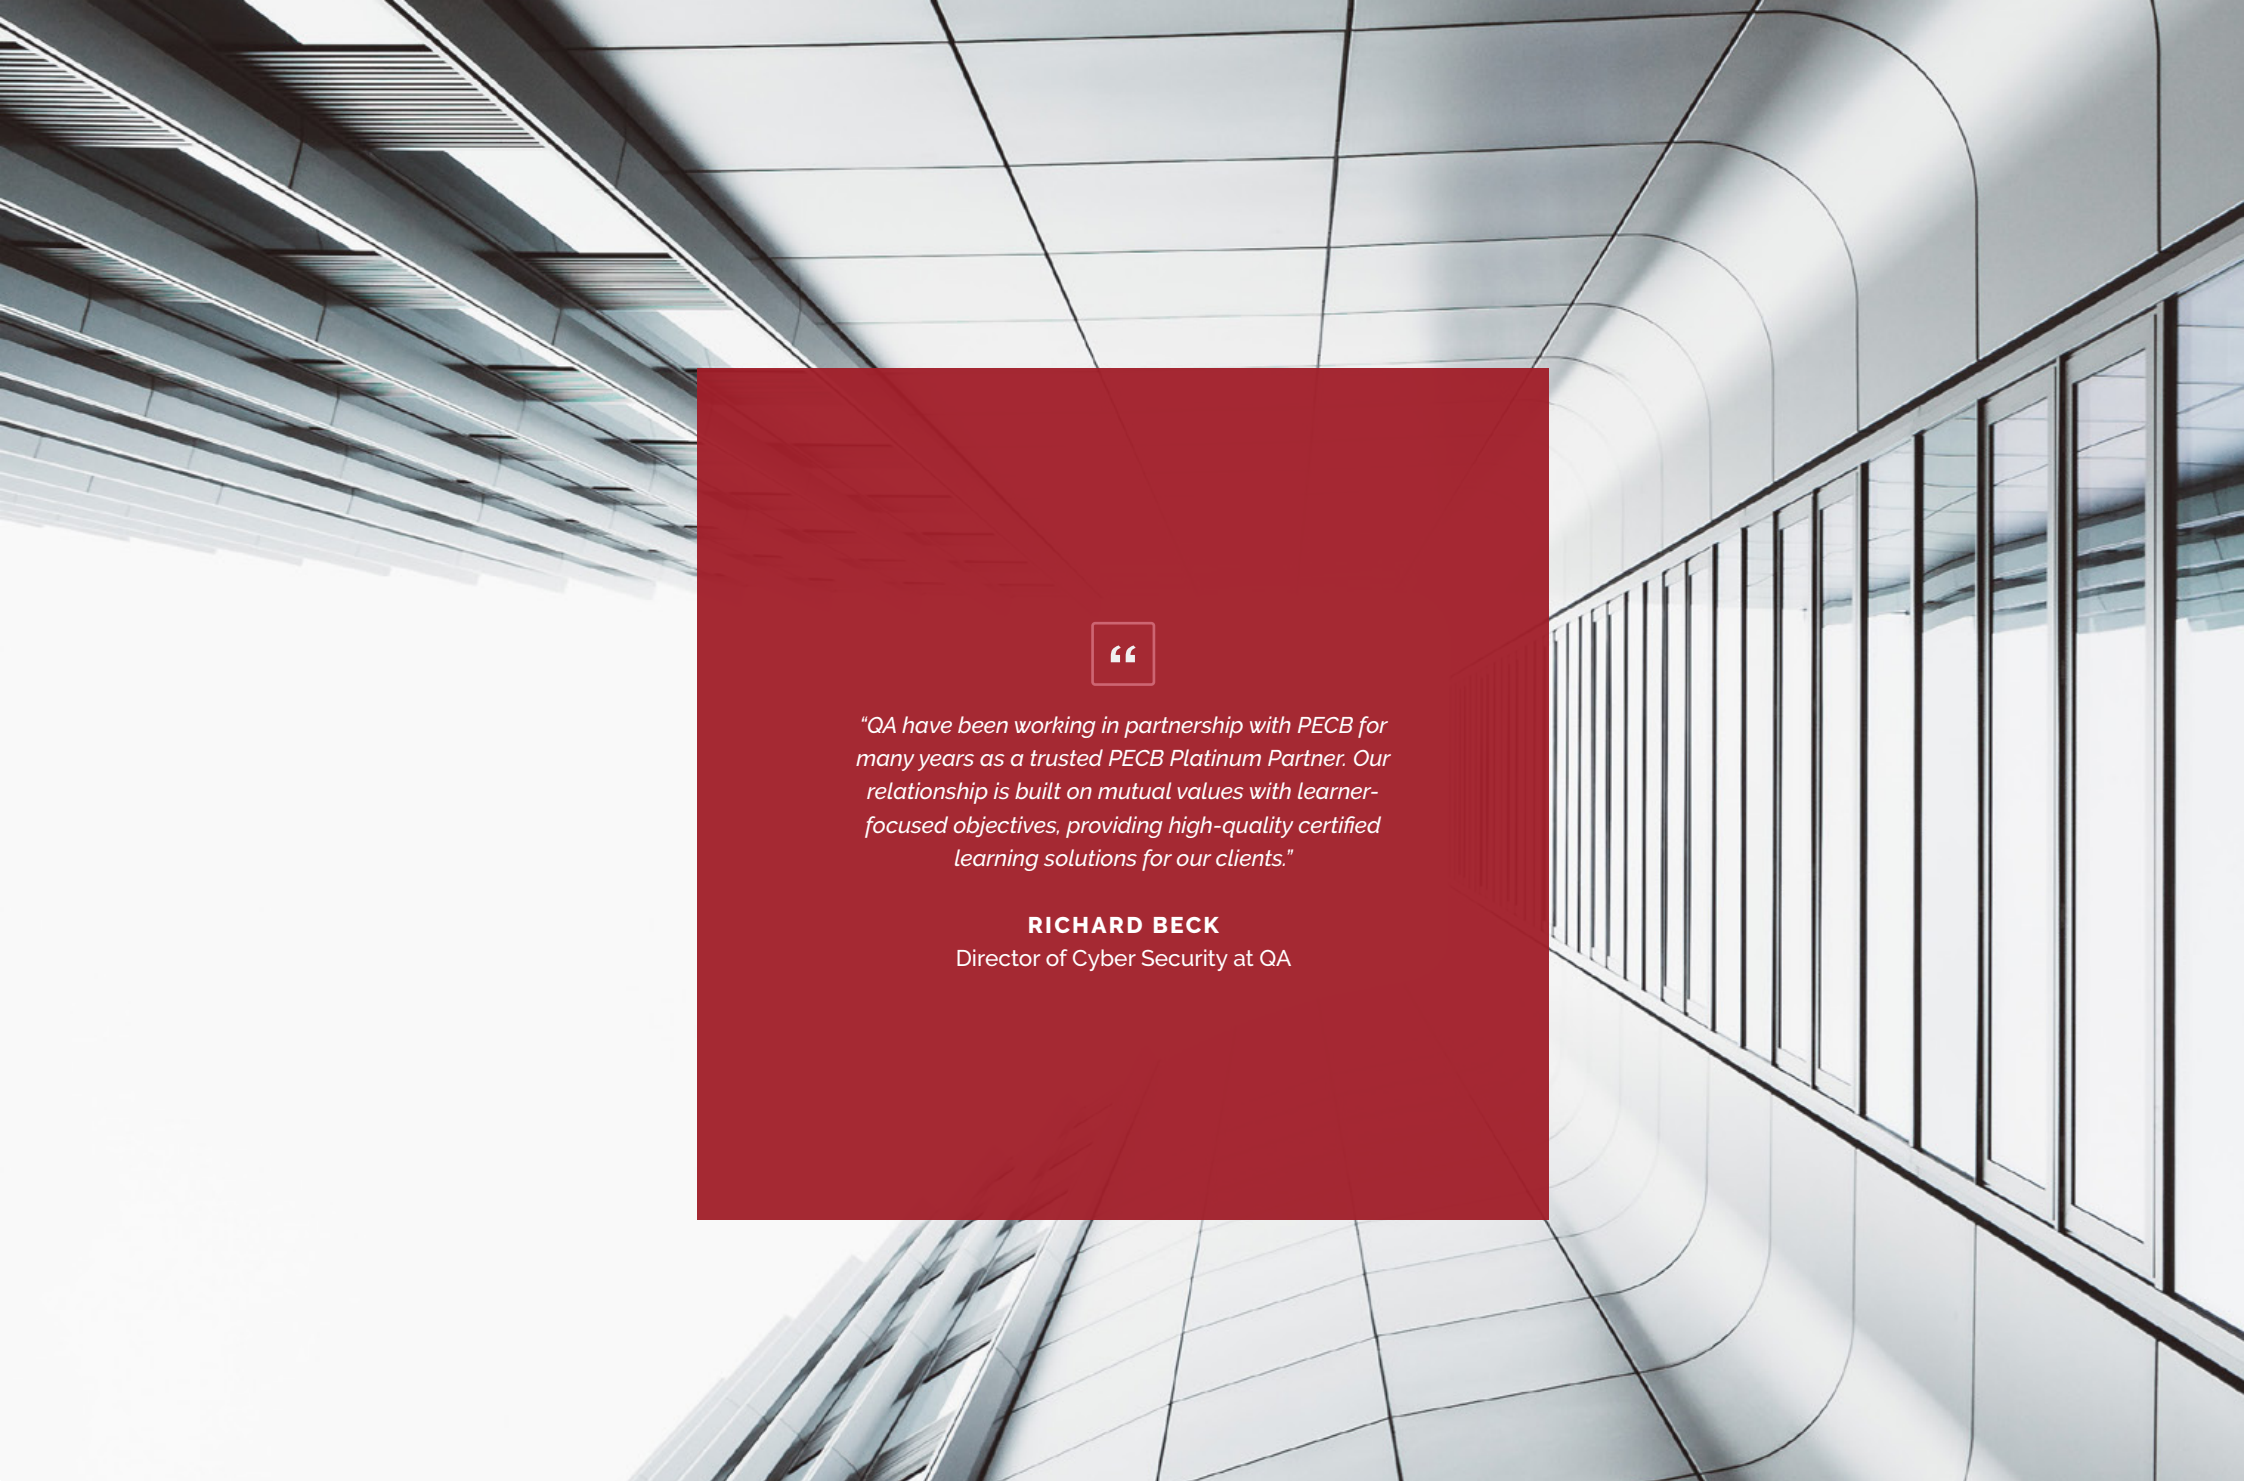 “
“QA have been working in partnership with PECB for
many years as a trusted PECB Platinum Partner. Our
relationship is built on mutual values with learner-
focused objectives, providing high-quality certified
learning solutions for our clients.”
RICHARD BECK
Director of Cyber Security at QA